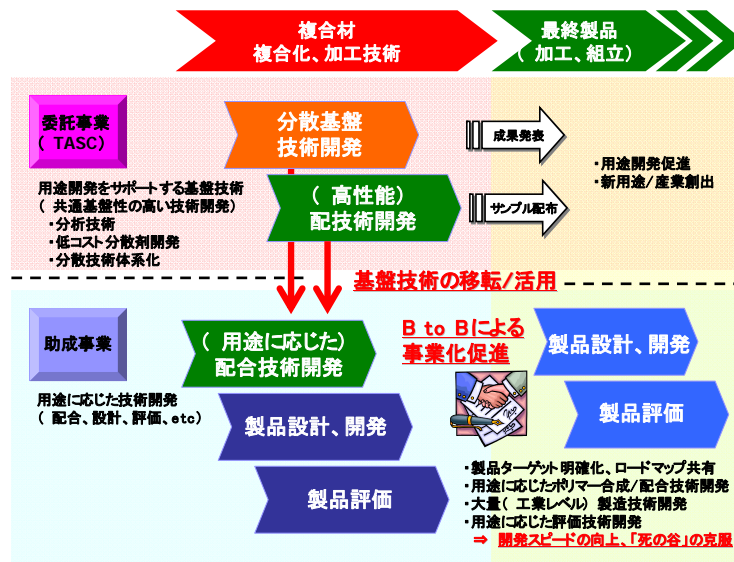 複合材
複合化、加工技術
最終製品
( 加工、組立)
委託事業
( TASC)
分散基盤
技術開発
成果発表
・用途開発促進
・新用途/産業創出
用途開発をサポートする基盤技術
( 共通基盤性の高い技術開発)
・分析技術
・低コスト分散剤開発
・分散技術体系化
( 高性能)
配技術開発
サンプル配布
基盤技術の移転/活用
助成事業
( 用途に応じた)
配合技術開発
B to Bによる
事業化促進
製品設計、開発
用途に応じた技術開発
( 配合、設計、評価、etc)
製品設計、開発
製品評価
製品評価
・製品ターゲット明確化、ロードマップ共有
・用途に応じたポリマー合成/配合技術開発
・大量( 工業レベル) 製造技術開発
・用途に応じた評価技術開発
⇒ 開発スピードの向上、「死の谷」の克服